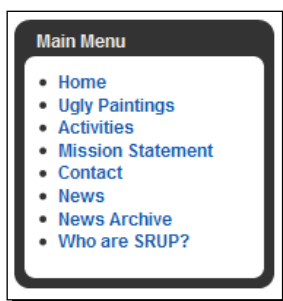 Main Menu
Home
Ugly Paintings
Activities
Mission Statement
Contact
News
News Archive
Who are SRUP?